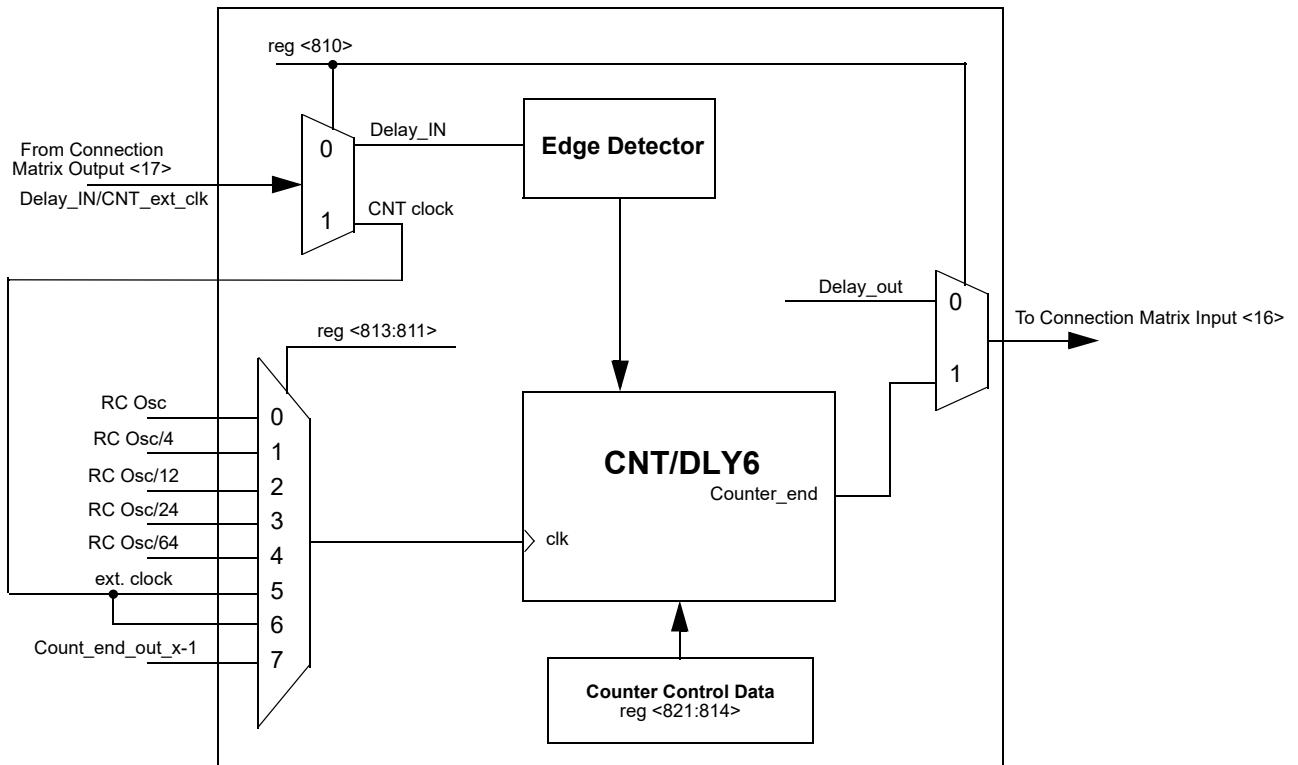 reg <810>
From Connection
Matrix Output <17>
Delay_IN/CNT_ext_clk
0
1
Delay_IN
CNT clock
Edge Detector
Delay_out
0
1
To Connection Matrix Input <16>
reg <813:811>
RC Osc
0
RC Osc/4
1
RC Osc/12
2
RC Osc/24
3
RC Osc/64
4
ext. clock
5
6
Count_end_out_x-1
7
CNT/DLY6
Counter_end
clk
Counter Control Data
reg <821:814>